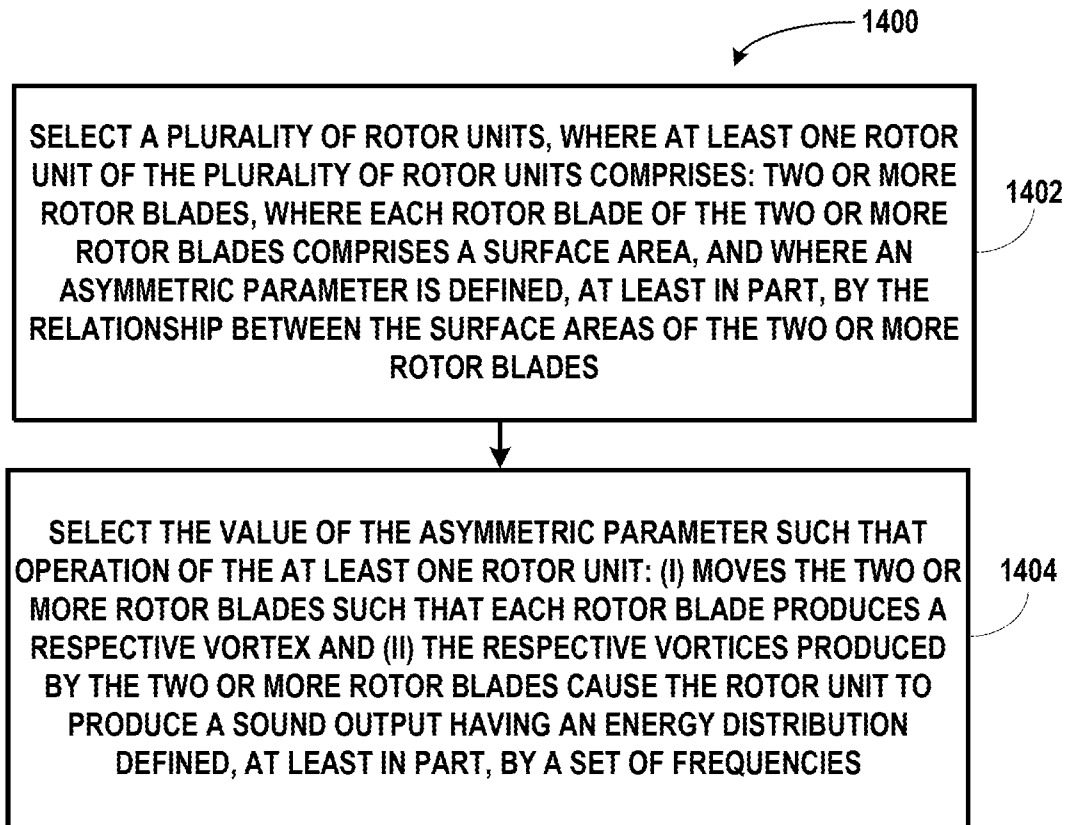 1400
SELECT A PLURALITY OF ROTOR UNITS, WHERE AT LEAST ONE ROTOR
UNIT OF THE PLURALITY OF ROTOR UNITS COMPRISES: TWO OR MORE
ROTOR BLADES, WHERE EACH ROTOR BLADE OF THE TWO OR MORE
ROTOR BLADES COMPRISES A SURFACE AREA, AND WHERE AN
ASYMMETRIC PARAMETER IS DEFINED, AT LEAST IN PART, BY THE
RELATIONSHIP BETWEEN THE SURFACE AREAS OF THE TWO OR MORE
ROTOR BLADES
1402
SELECT THE VALUE OF THE ASYMMETRIC PARAMETER SUCH THAT
OPERATION OF THE AT LEAST ONE ROTOR UNIT: (I) MOVES THE TWO OR
MORE ROTOR BLADES SUCH THAT EACH ROTOR BLADE PRODUCES A
RESPECTIVE VORTEX AND (II) THE RESPECTIVE VORTICES PRODUCED
BY THE TWO OR MORE ROTOR BLADES CAUSE THE ROTOR UNIT TO
PRODUCE A SOUND OUTPUT HAVING AN ENERGY DISTRIBUTION
DEFINED, AT LEAST IN PART, BY A SET OF FREQUENCIES
1404